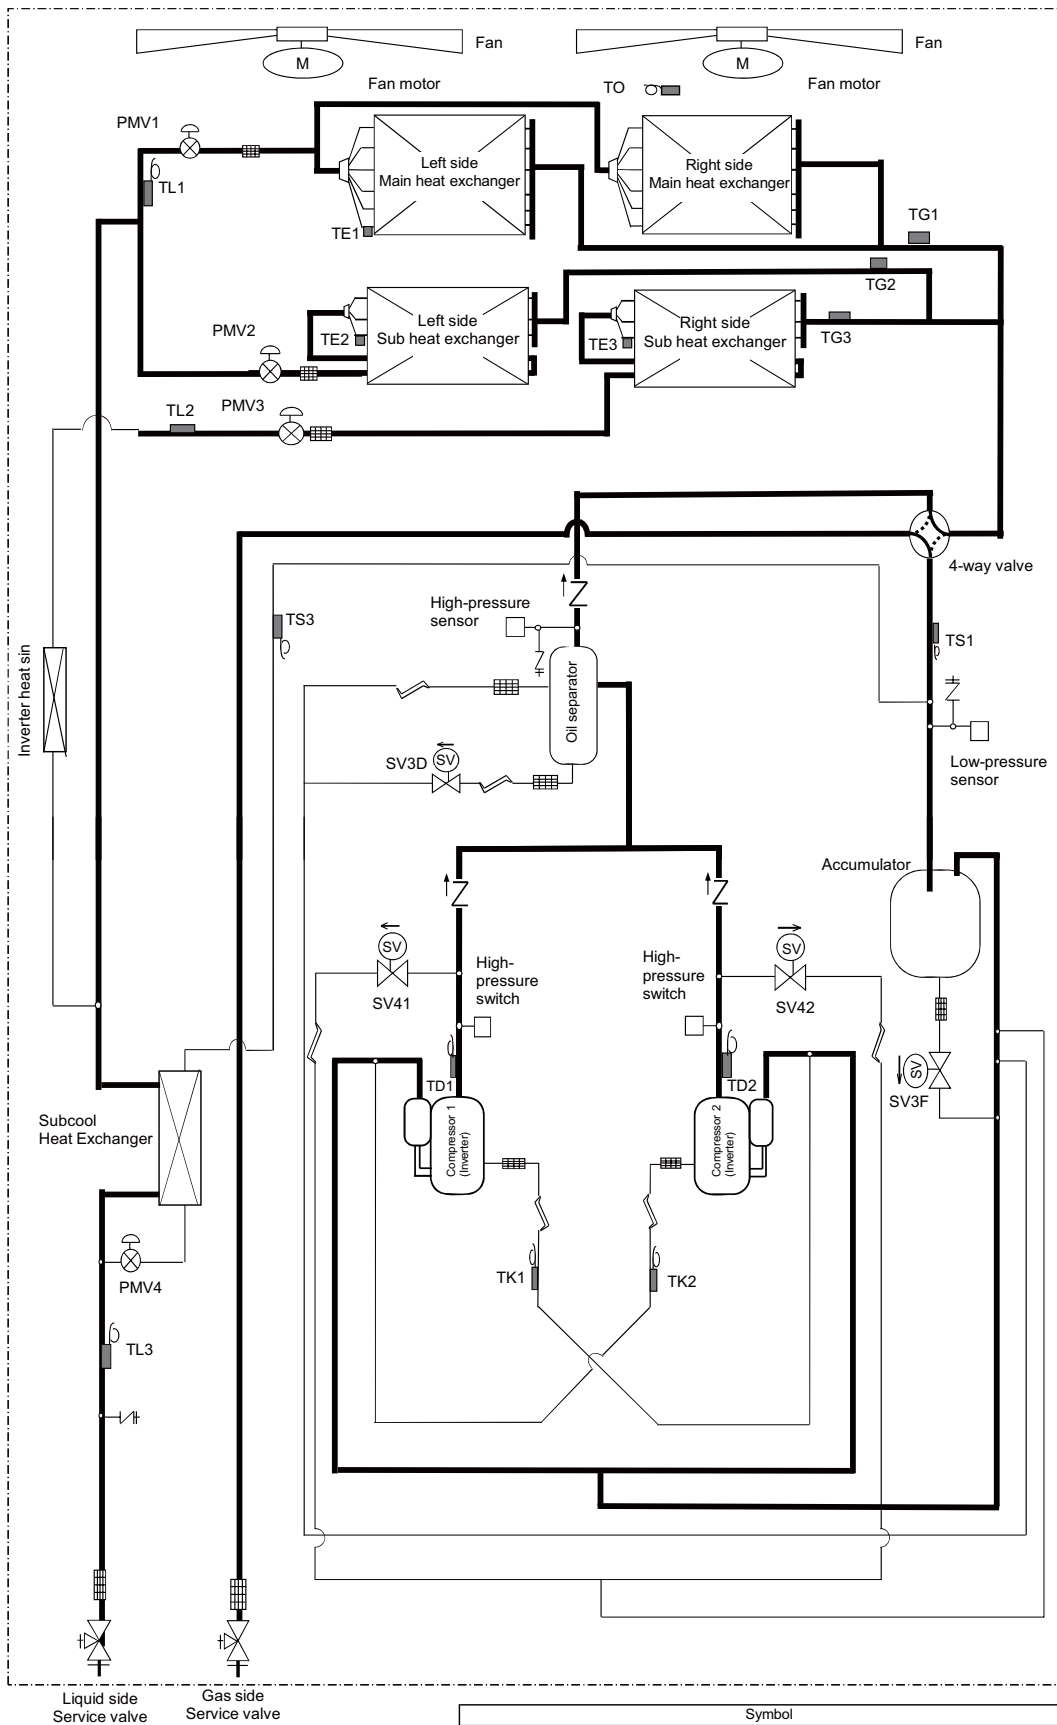 Fan
Fan
M
M
Fan motor
TO
Fan motor
PMV1
Left side
Main heat exchanger
Right side
Main heat exchanger
TL1
TE1
TG1
TG2
PMV2
Left side
Sub heat exchanger
Right side
Sub heat exchanger
TE2
TE3
TG3
TL2
PMV3
4-way valve
High-pressure
sensor
TS3
TS1
Inverter heat sin
Oil separator
SV3D
SV
Low-pressure
sensor
Accumulator
SV
SV41
High-
pressure
switch
High-
pressure
switch
SV
SV42
TD1
TD2
SV
SV3F
Subcool
Heat Exchanger
Compressor 1
(Inverter)
Compressor 2
(Inverter)
TK1
TK2
PMV4
TL3
Liquid side
Service valve
Gas side
Service valve
Symbol